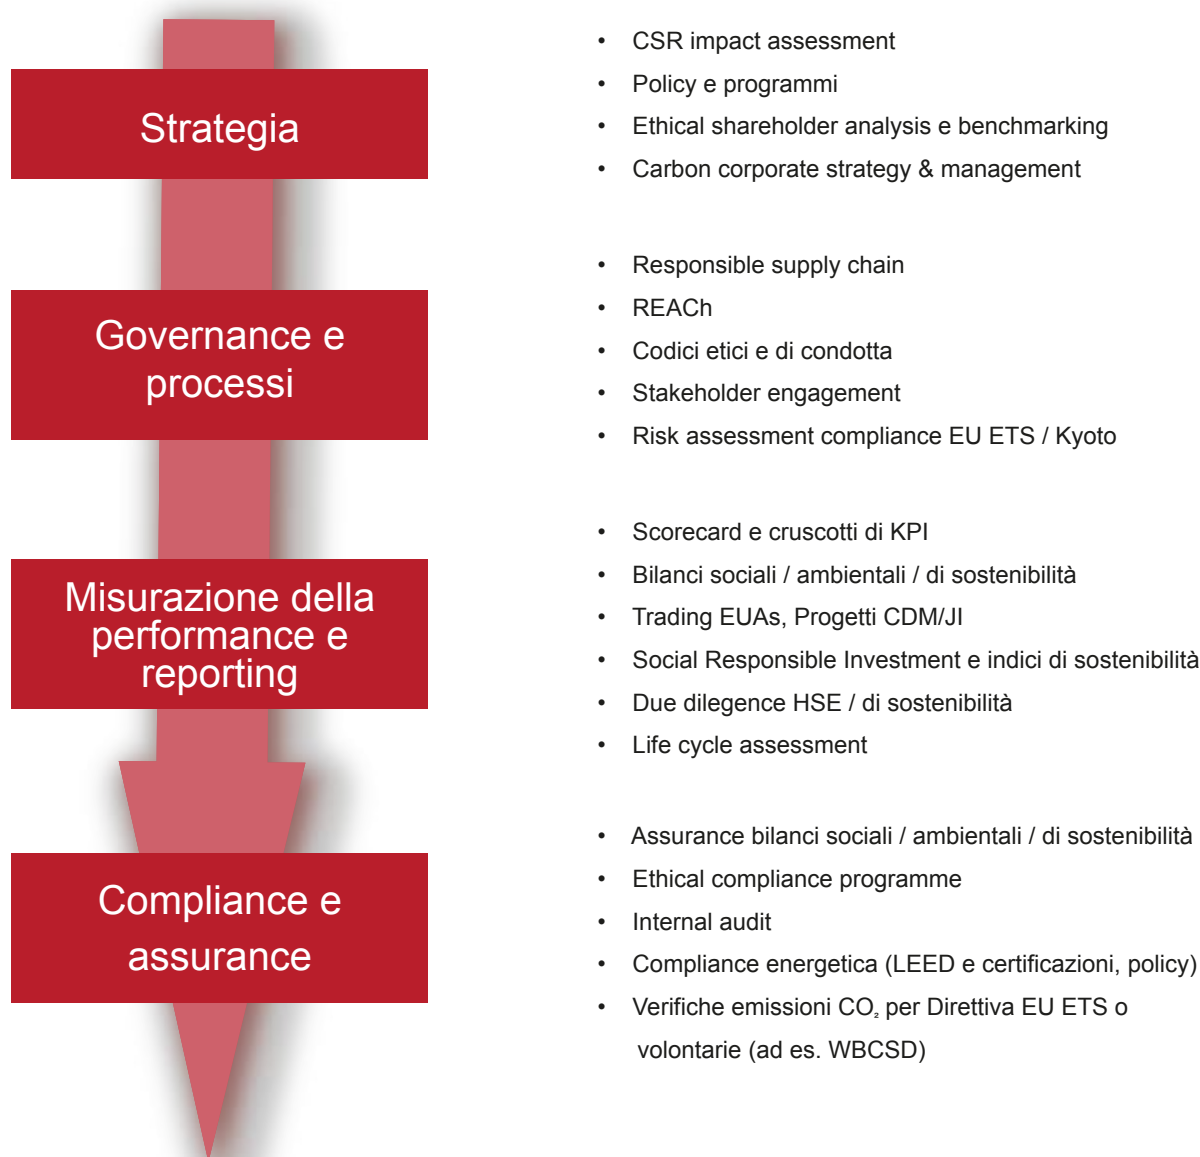 Strategia
• CSR impact assessment
• Policy e programmi
• Ethical shareholder analysis e benchmarking
• Carbon corporate strategy & management
Governance e
processi
• Responsible supply chain
• REACh
• Codici etici e di condotta
• Stakeholder engagement
• Risk assessment compliance EU ETS / Kyoto
Misurazione della
performance e
reporting
• Scorecard e cruscotti di KPI
• Bilanci sociali / ambientali / di sostenibilità
• Trading EUAs, Progetti CDM/JI
• Social Responsible Investment e indici di sostenibilità
• Due dilegence HSE / di sostenibilità
• Life cycle assessment
Compliance e
assurance
• Assurance bilanci sociali / ambientali / di sostenibilità
• Ethical compliance programme
• Internal audit
• Compliance energetica (LEED e certificazioni, policy)
• Verifiche emissioni CO₂ per Direttiva EU ETS o
volontarie (ad es. WBCSD)